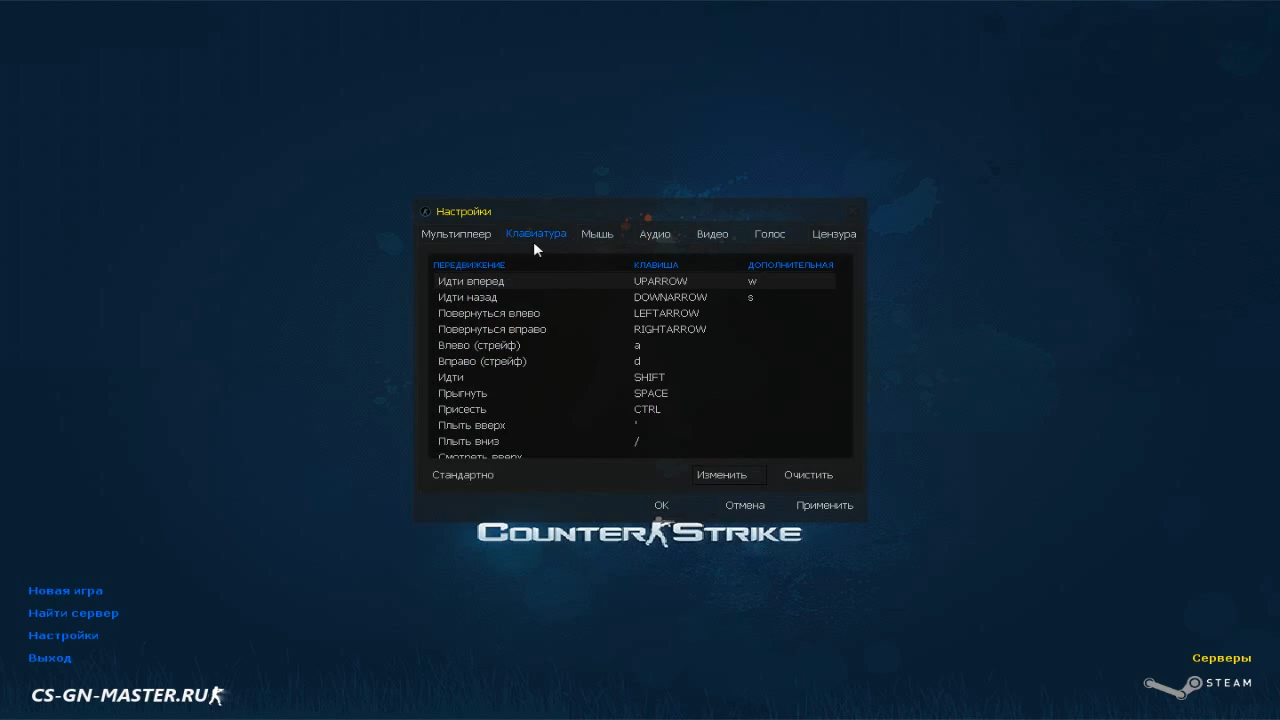 Настройки
Мультиплеер Клавиатура Мышь Аудио Видео Голос Цензура
ПЕРЕДВИЖЕНИЕ КЛАВИША ДОПОЛНИТЕЛЬНАЯ
Идти вперед UPARROW w
Идти назад DOWNARROW s
Повернуться влево LEFTARROW
Повернуться вправо RIGHTARROW
Влево (стрейф) a
Вправо (стрейф) d
Идти SHIFT
Прыгнуть SPACE
Присесть CTRL
Плыть вверх '
Плыть вниз /
Смотреть вверх
Стандартно Изменить Очистить
OK Отмена Применить
COUNTER STRIKE
Новая игра
Найти сервер
Настройки
Выход
Серверы
CS-GN-MASTER.RU
STEAM